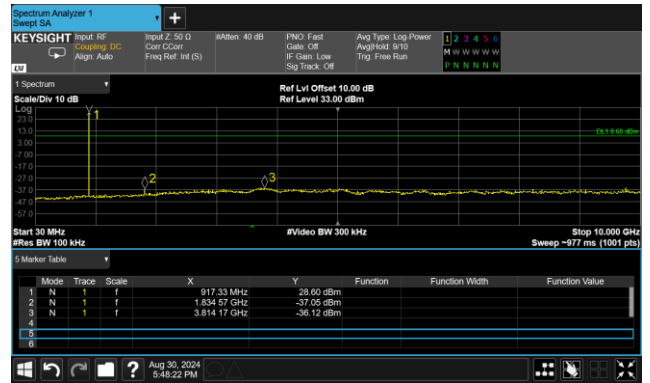 Spectrum Analyzer 1
Swept SA
+
KEYSIGHT Input: RF Input Z: 50 Ω #Atten: 40 dB PNO: Fast Avg Type: Log-Power 1 2 3 4 5 6
Coupling: DC Corr CCorr Gate: Off Avg|Hold: 9/10 M W W W W W
Align: Auto Freq Ref: Int (S) IF Gain: Low Trig: Free Run
LXI Sig Track: Off P N N N N N
1 Spectrum Ref Lvl Offset 10.00 dB
Scale/Div 10 dB Ref Level 33.00 dBm
Log
23.0 1
13.0 DL1 8.60 dBm
3.00
-7.00
-17.0
-27.0 2 3
-37.0
-47.0
-57.0
Start 30 MHz #Video BW 300 kHz Stop 10.000 GHz
#Res BW 100 kHz Sweep ~977 ms (1001 pts)
5 Marker Table
Mode Trace Scale X Y Function Function Width Function Value
1 N 1 f 917.33 MHz 28.60 dBm
2 N 1 f 1.834 57 GHz -37.05 dBm
3 N 1 f 3.814 17 GHz -36.12 dBm
4
5
6
? Aug 30, 2024
5:48:22 PM